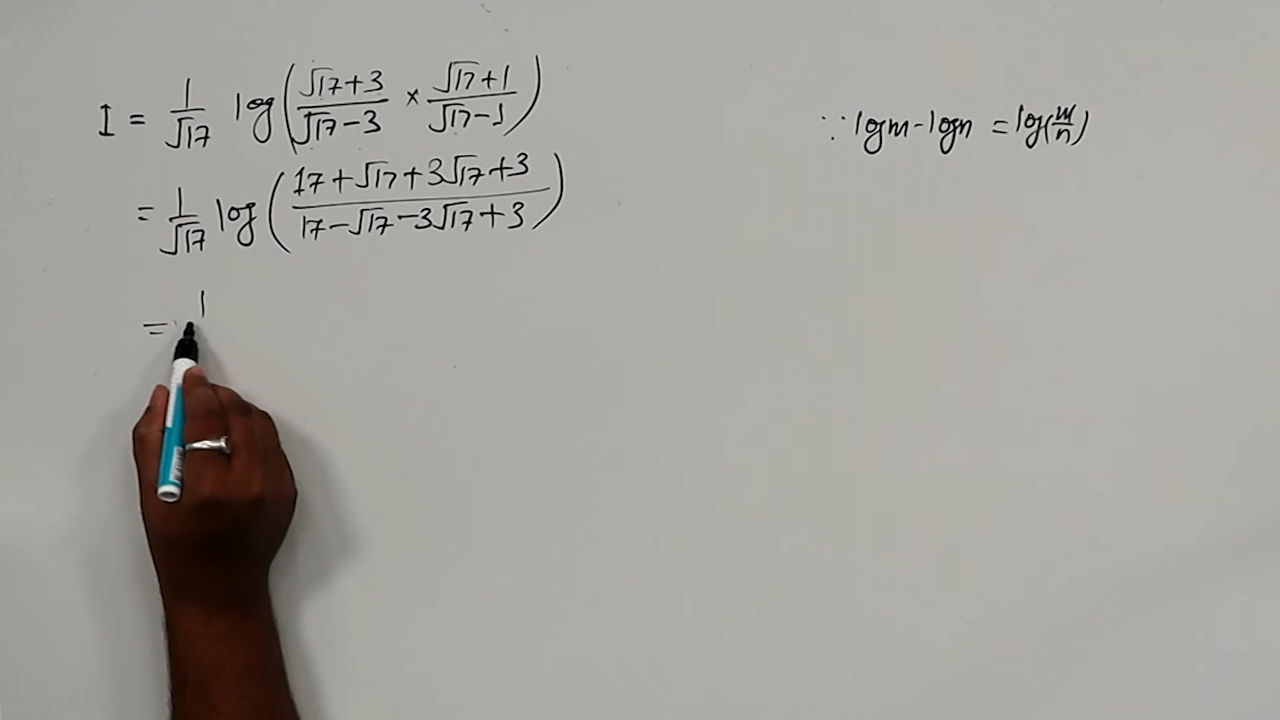 I = 1/√17 log((√17+3)/(√17-3) × (√17+1)/(√17-1))
∵ logm-logn = log(m/n)
= 1/√17 log((17+√17+3√17+3)/(17-√17-3√17+3))
= 1